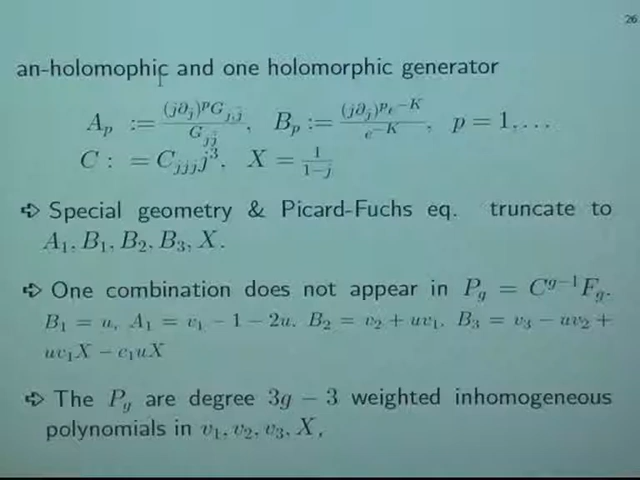 26
an-holomophic and one holomorphic generator
A_p := (j∂_j)^p G_{j,j̄} / G_{jj̄}, B_p := (j∂_j)^p e^{-K} / e^{-K}, p = 1, ...
C : = C_{jjj} j^3, X = 1/(1-j)
➪ Special geometry & Picard-Fuchs eq. truncate to
A_1, B_1, B_2, B_3, X.
➪ One combination does not appear in P_g = C^{g-1} F_g.
B_1 = u, A_1 = v_1 - 1 - 2u, B_2 = v_2 + uv_1, B_3 = v_3 - uv_2 +
uv_1X - c_1uX
➪ The P_g are degree 3g - 3 weighted inhomogeneous
polynomials in v_1, v_2, v_3, X,